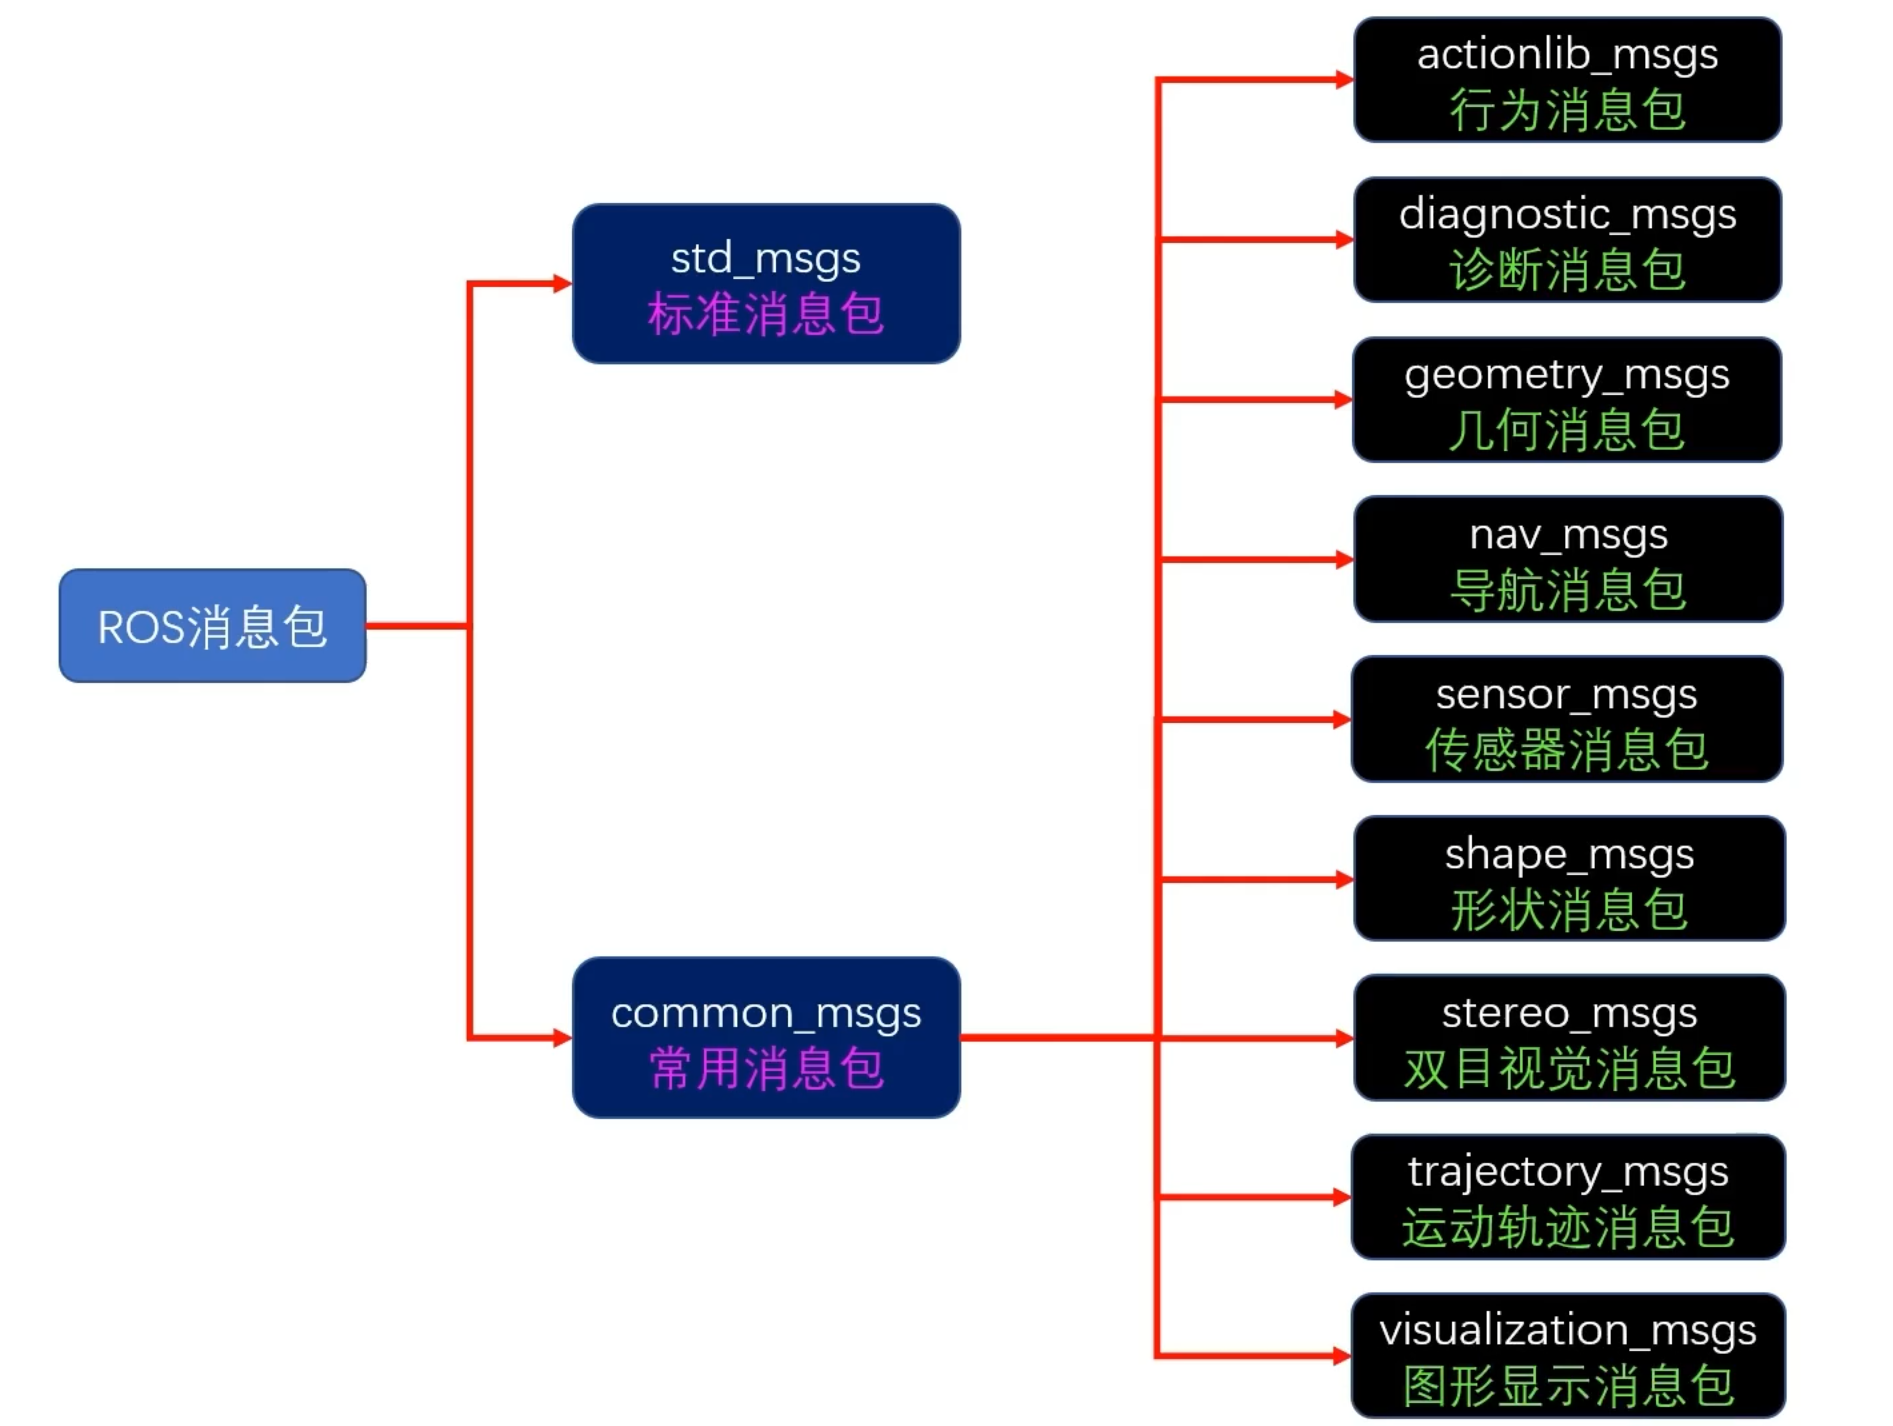 ROS消息包
std_msgs
标准消息包
common_msgs
常用消息包
actionlib_msgs
行为消息包
diagnostic_msgs
诊断消息包
geometry_msgs
几何消息包
nav_msgs
导航消息包
sensor_msgs
传感器消息包
shape_msgs
形状消息包
stereo_msgs
双目视觉消息包
trajectory_msgs
运动轨迹消息包
visualization_msgs
图形显示消息包